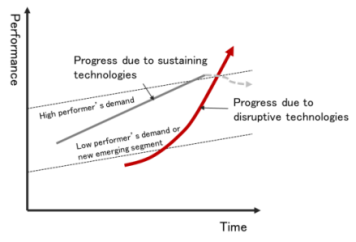 Performance
Progress due to sustaining
technologies
High performer's demand
Progress due to
disruptive technologies
Low performer's demand or
new emerging segment
Time